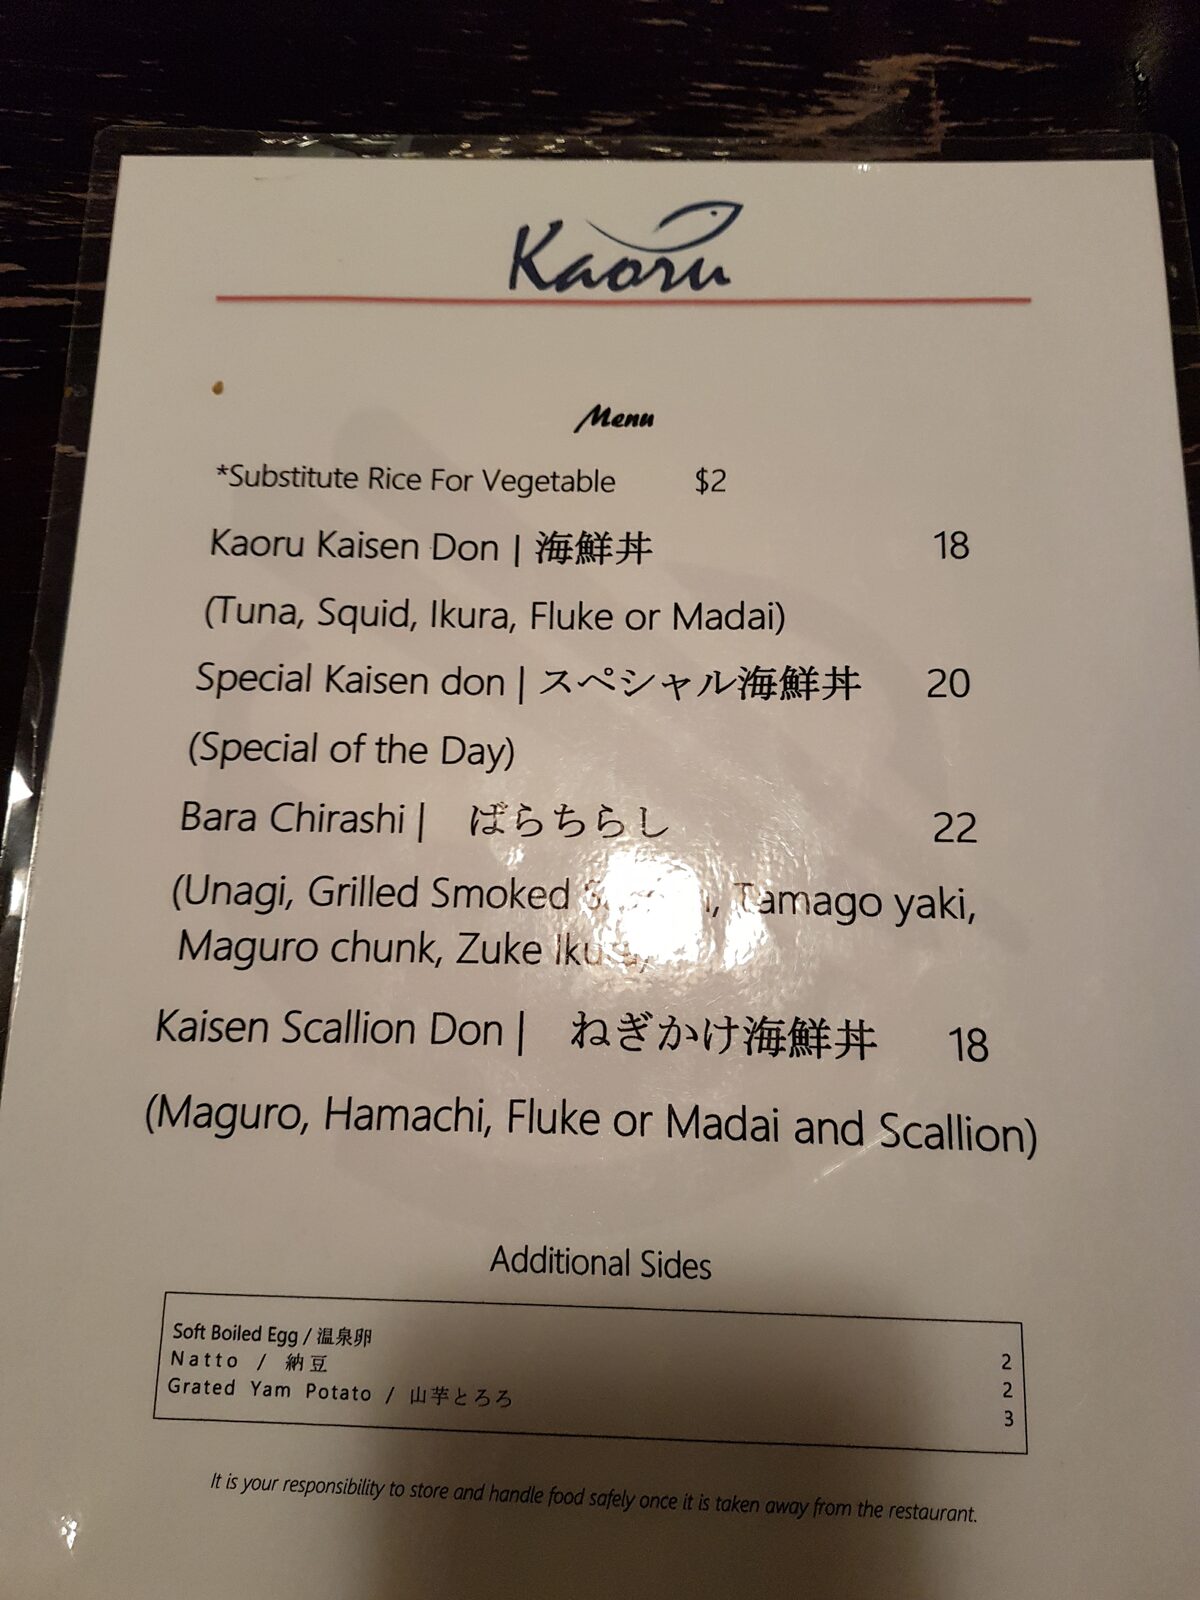 Kaoru
Menu
*Substitute Rice For Vegetable $2
Kaoru Kaisen Don | 海鮮丼 18
(Tuna, Squid, Ikura, Fluke or Madai)
Special Kaisen don | スペシャル海鮮丼 20
(Special of the Day)
Bara Chirashi | ばらちらし 22
(Unagi, Grilled Smoked Tamago yaki,
Maguro chunk, Zuke Ikura)
Kaisen Scallion Don | ねぎかけ海鮮丼 18
(Maguro, Hamachi, Fluke or Madai and Scallion)
Additional Sides
Soft Boiled Egg / 温泉卵 2
Natto / 納豆 2
Grated Yam Potato / 山芋とろろ 3
It is your responsibility to store and handle food safely once it is taken away from the restaurant.